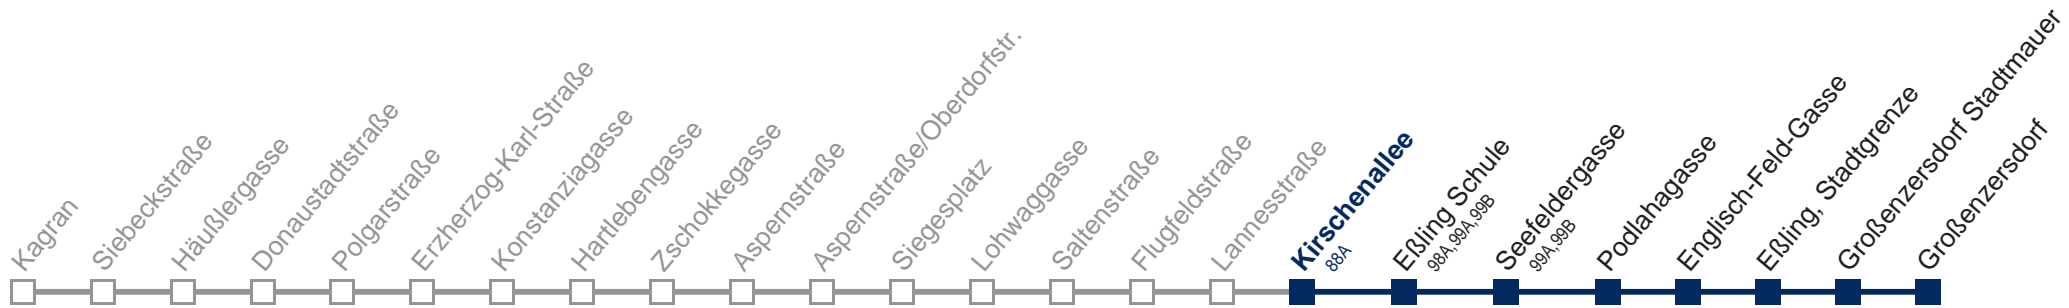 Kagran
Siebeckstraße
Häußlergasse
Donaustadtstraße
Polgarstraße
Erzherzog-Karl-Straße
Konstanziagasse
Hartlebengasse
Zschokkegasse
Aspernstraße
Aspernstraße/Oberdorfstr.
Siegesplatz
Lohwaggasse
Saltenstraße
Flugfeldstraße
Lannesstraße
Kirschenallee
88A
Eßling Schule
98A,99A,99B
Seefeldergasse
99A,99B
Podlahagasse
Englisch-Feld-Gasse
Eßling, Stadtgrenze
Großenzersdorf Stadtmauer
Großenzersdorf